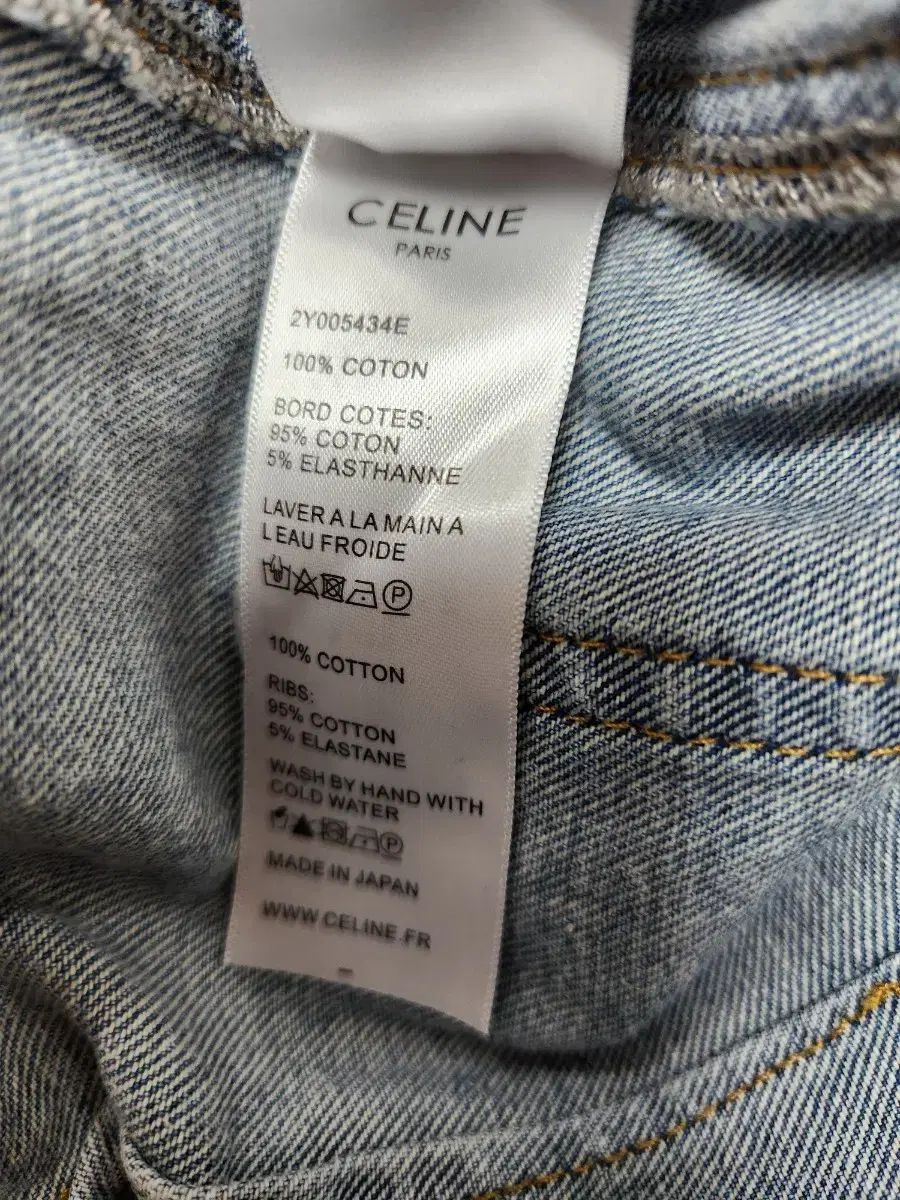 CELINE
PARIS
2Y005434E
100% COTON
BORD COTES:
95% COTON
5% ELASTHANNE
LAVER A LA MAIN A
L'EAU FROIDE
P
100% COTTON
RIBS:
95% COTTON
5% ELASTANE
WASH BY HAND WITH
COLD WATER
P
MADE IN JAPAN
WWW.CELINE.FR